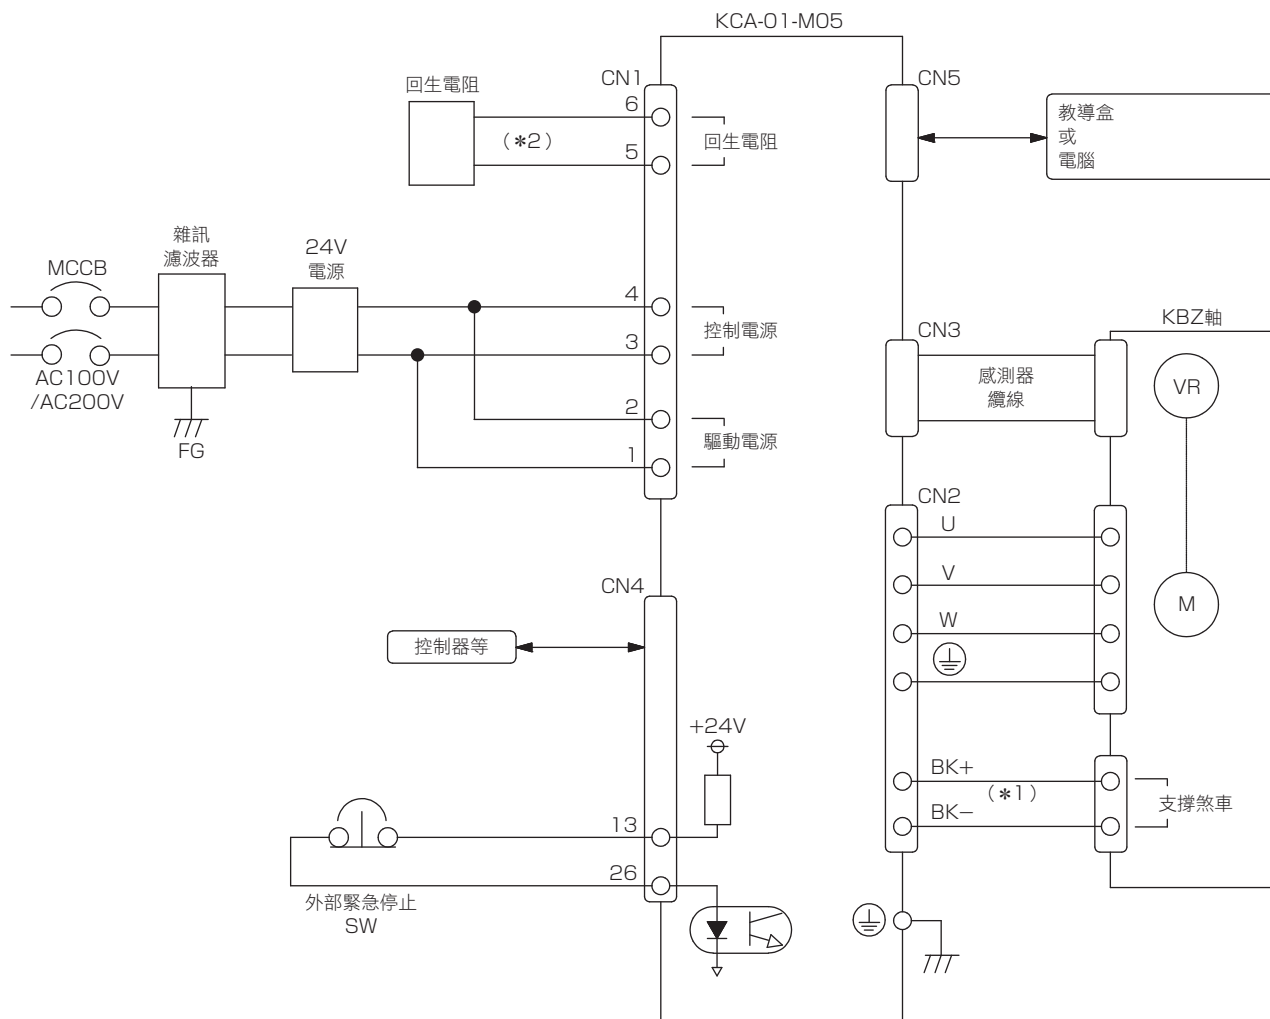 KCA-01-M05
CN1
CN5
回生電阻
6
(＊2)
5
回生電阻
教導盒
或
電腦
雜訊
濾波器
24V
電源
MCCB
AC100V
/AC200V
FG
4
3
控制電源
2
1
驅動電源
CN3
感測器
纜線
KBZ軸
VR
M
CN2
U
V
W
BK+
(＊1)
BK−
支撐煞車
CN4
控制器等
+24V
13
26
外部緊急停止
SW